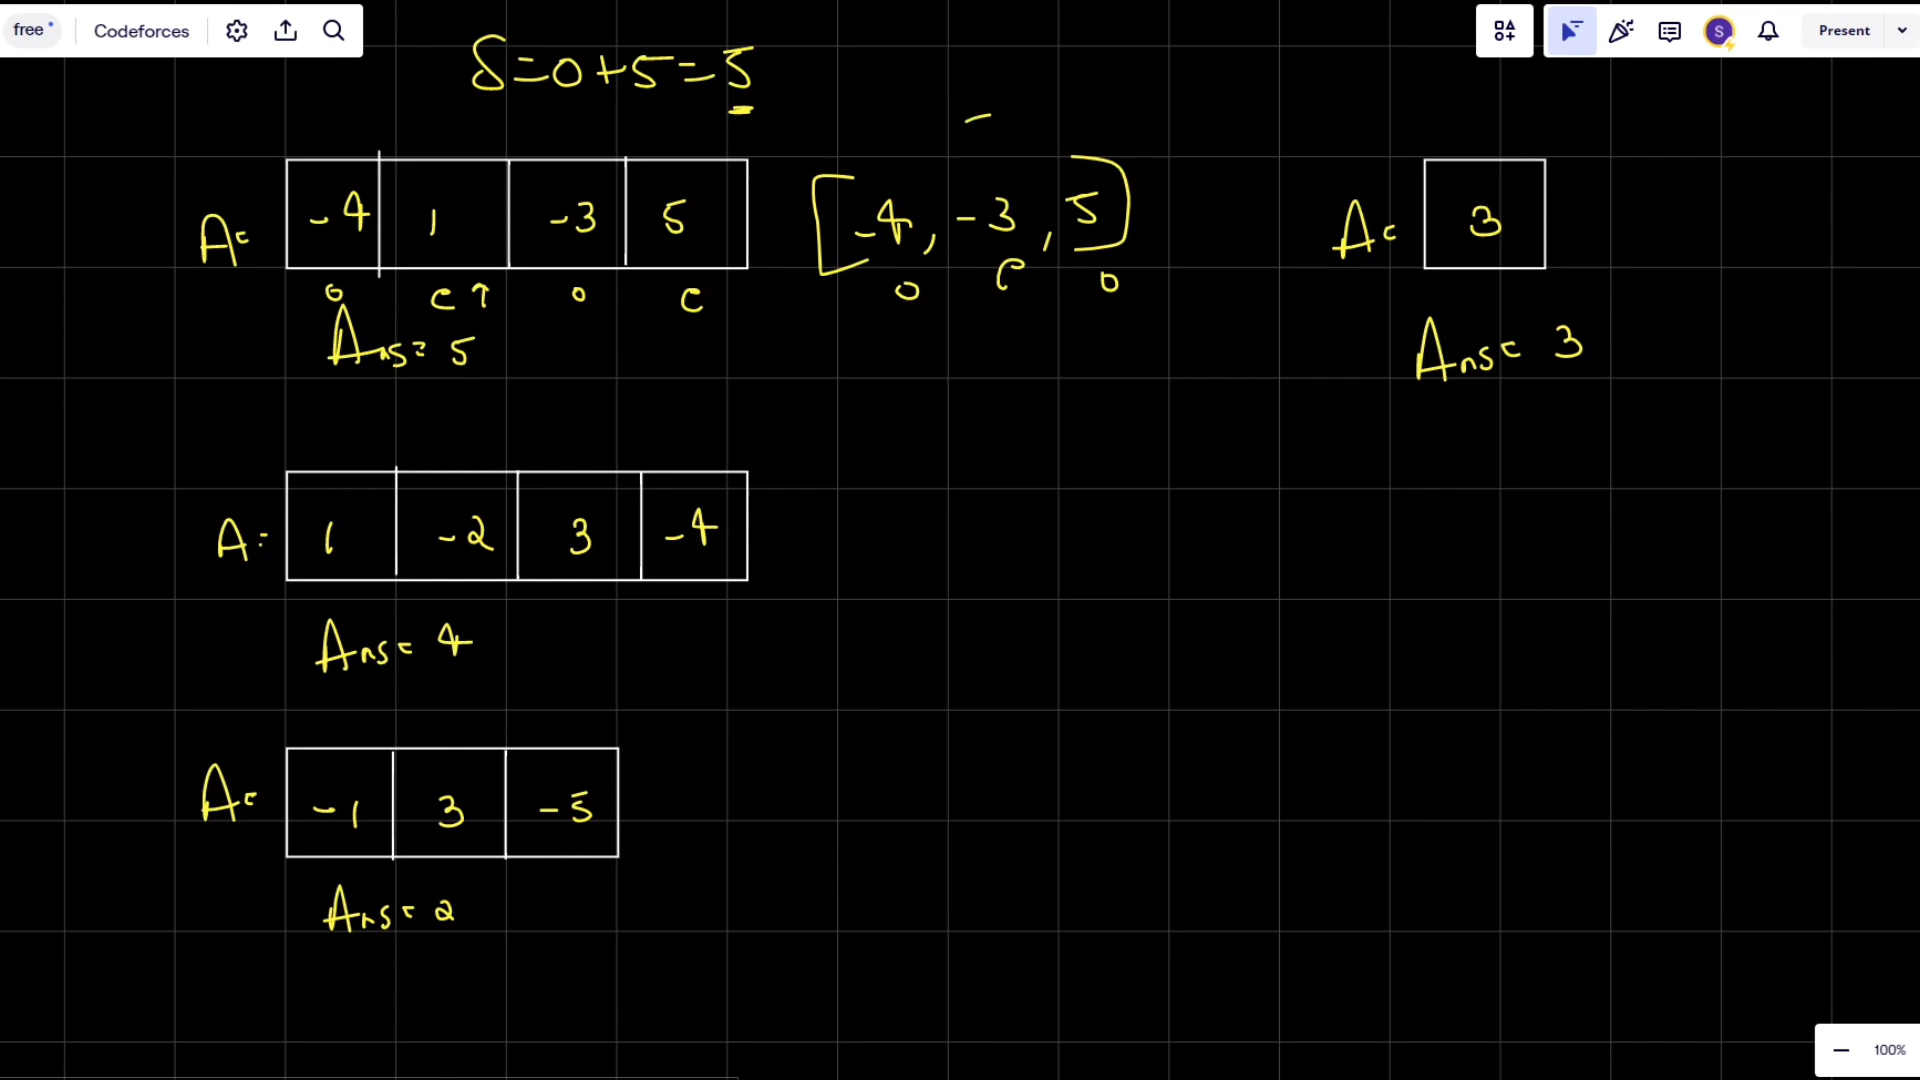 free
Codeforces
Present
S
S=0+5=5
A= -4 1 -3 5
[-4, -3, 5]
0 C 0
A= 3
0 C↑ 0 C
Ans= 5
Ans= 3
A= 1 -2 3 -4
Ans= 4
A= -1 3 -5
Ans= 2
100%